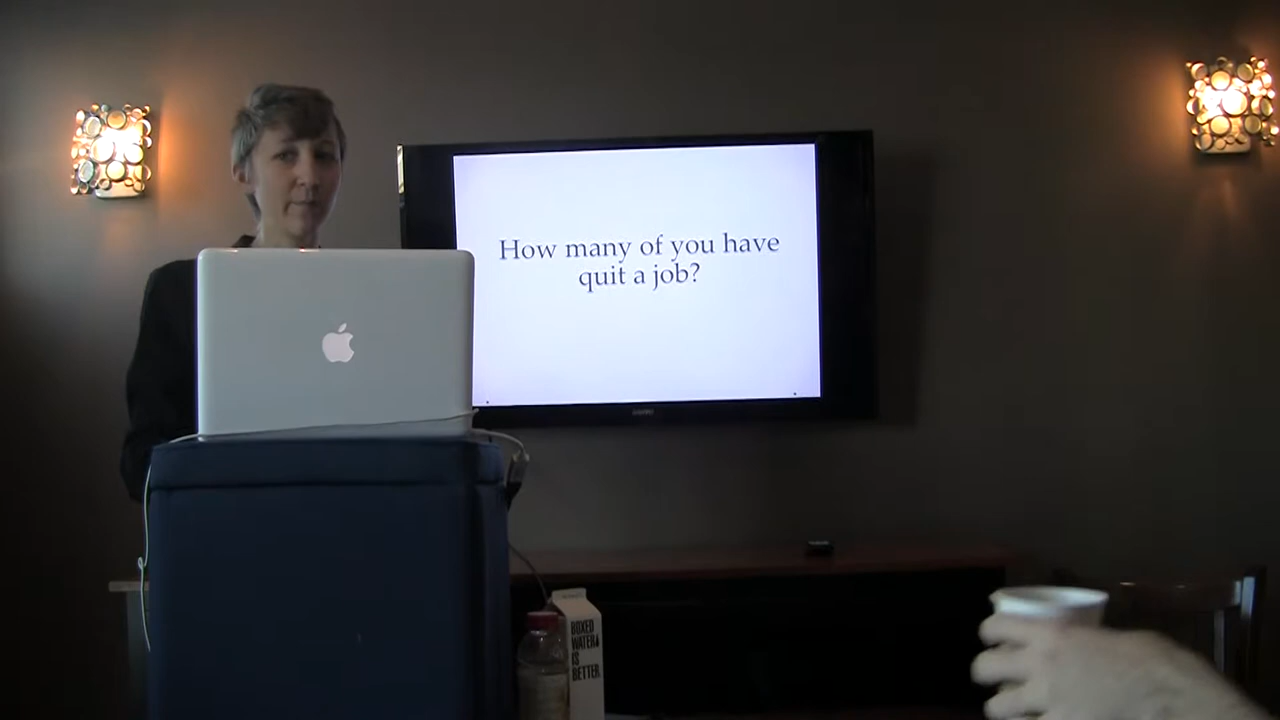 How many of you have
quit a job?
BOXED
WATER
IS
BETTER